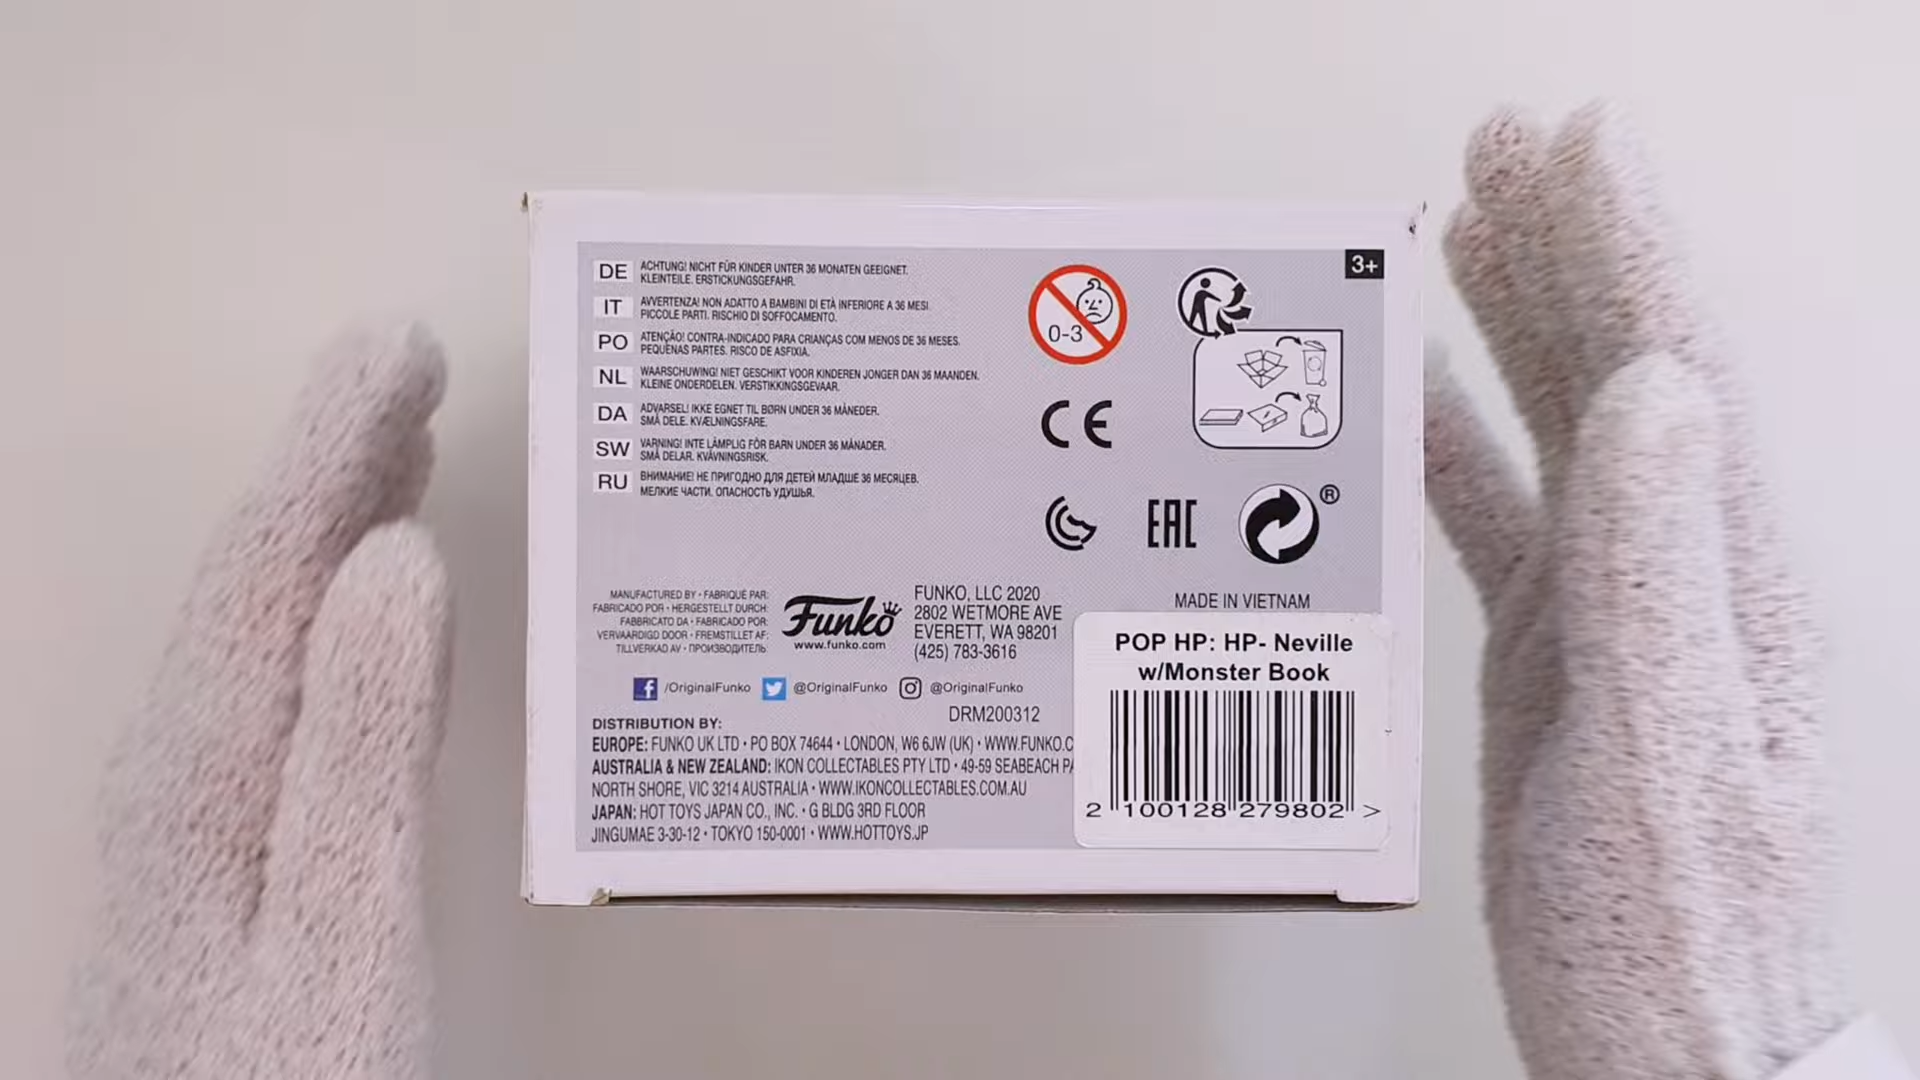 3+
DE ACHTUNG! NICHT FÜR KINDER UNTER 36 MONATEN GEEIGNET.
KLEINTEILE. ERSTICKUNGSGEFAHR.
IT AVVERTENZA! NON ADATTO A BAMBINI DI ETÀ INFERIORE A 36 MESI.
PICCOLE PARTI. RISCHIO DI SOFFOCAMENTO.
PO ATENÇÃO! CONTRA-INDICADO PARA CRIANÇAS COM MENOS DE 36 MESES.
PEQUENAS PARTES. RISCO DE ASFIXIA.
NL WAARSCHUWING! NIET GESCHIKT VOOR KINDEREN JONGER DAN 36 MAANDEN.
KLEINE ONDERDELEN. VERSTIKKINGSGEVAAR.
DA ADVARSEL! IKKE EGNET TIL BØRN UNDER 36 MÅNEDER.
SMÅ DELE. KVÆLNINGSFARE.
SW VARNING! INTE LÄMPLIG FÖR BARN UNDER 36 MÅNADER.
SMÅ DELAR. KVÄVNINGSRISK.
RU ВНИМАНИЕ! НЕ ПРИГОДНО ДЛЯ ДЕТЕЙ МЛАДШЕ 36 МЕСЯЦЕВ.
МЕЛКИЕ ЧАСТИ. ОПАСНОСТЬ УДУШЬЯ.
0-3
CE
EAC
®
MANUFACTURED BY • FABRIQUÉ PAR:
FABRICADO POR • HERGESTELLT DURCH:
FABBRICATO DA • FABRICADO POR:
VERVAARDIGD DOOR • FREMSTILLET AF:
TILLVERKAD AV • ПРОИЗВОДИТЕЛЬ:
Funko
www.funko.com
FUNKO, LLC 2020
2802 WETMORE AVE
EVERETT, WA 98201
(425) 783-3616
MADE IN VIETNAM
/OriginalFunko @OriginalFunko @OriginalFunko
DRM200312
DISTRIBUTION BY:
EUROPE: FUNKO UK LTD • PO BOX 74644 • LONDON, W6 6JW (UK) • WWW.FUNKO.C
AUSTRALIA & NEW ZEALAND: IKON COLLECTABLES PTY LTD • 49-59 SEABEACH PA
NORTH SHORE, VIC 3214 AUSTRALIA • WWW.IKONCOLLECTABLES.COM.AU
JAPAN: HOT TOYS JAPAN CO., INC. • G BLDG 3RD FLOOR
JINGUMAE 3-30-12 • TOKYO 150-0001 • WWW.HOTTOYS.JP
POP HP: HP- Neville
w/Monster Book
2 100128 279802 >